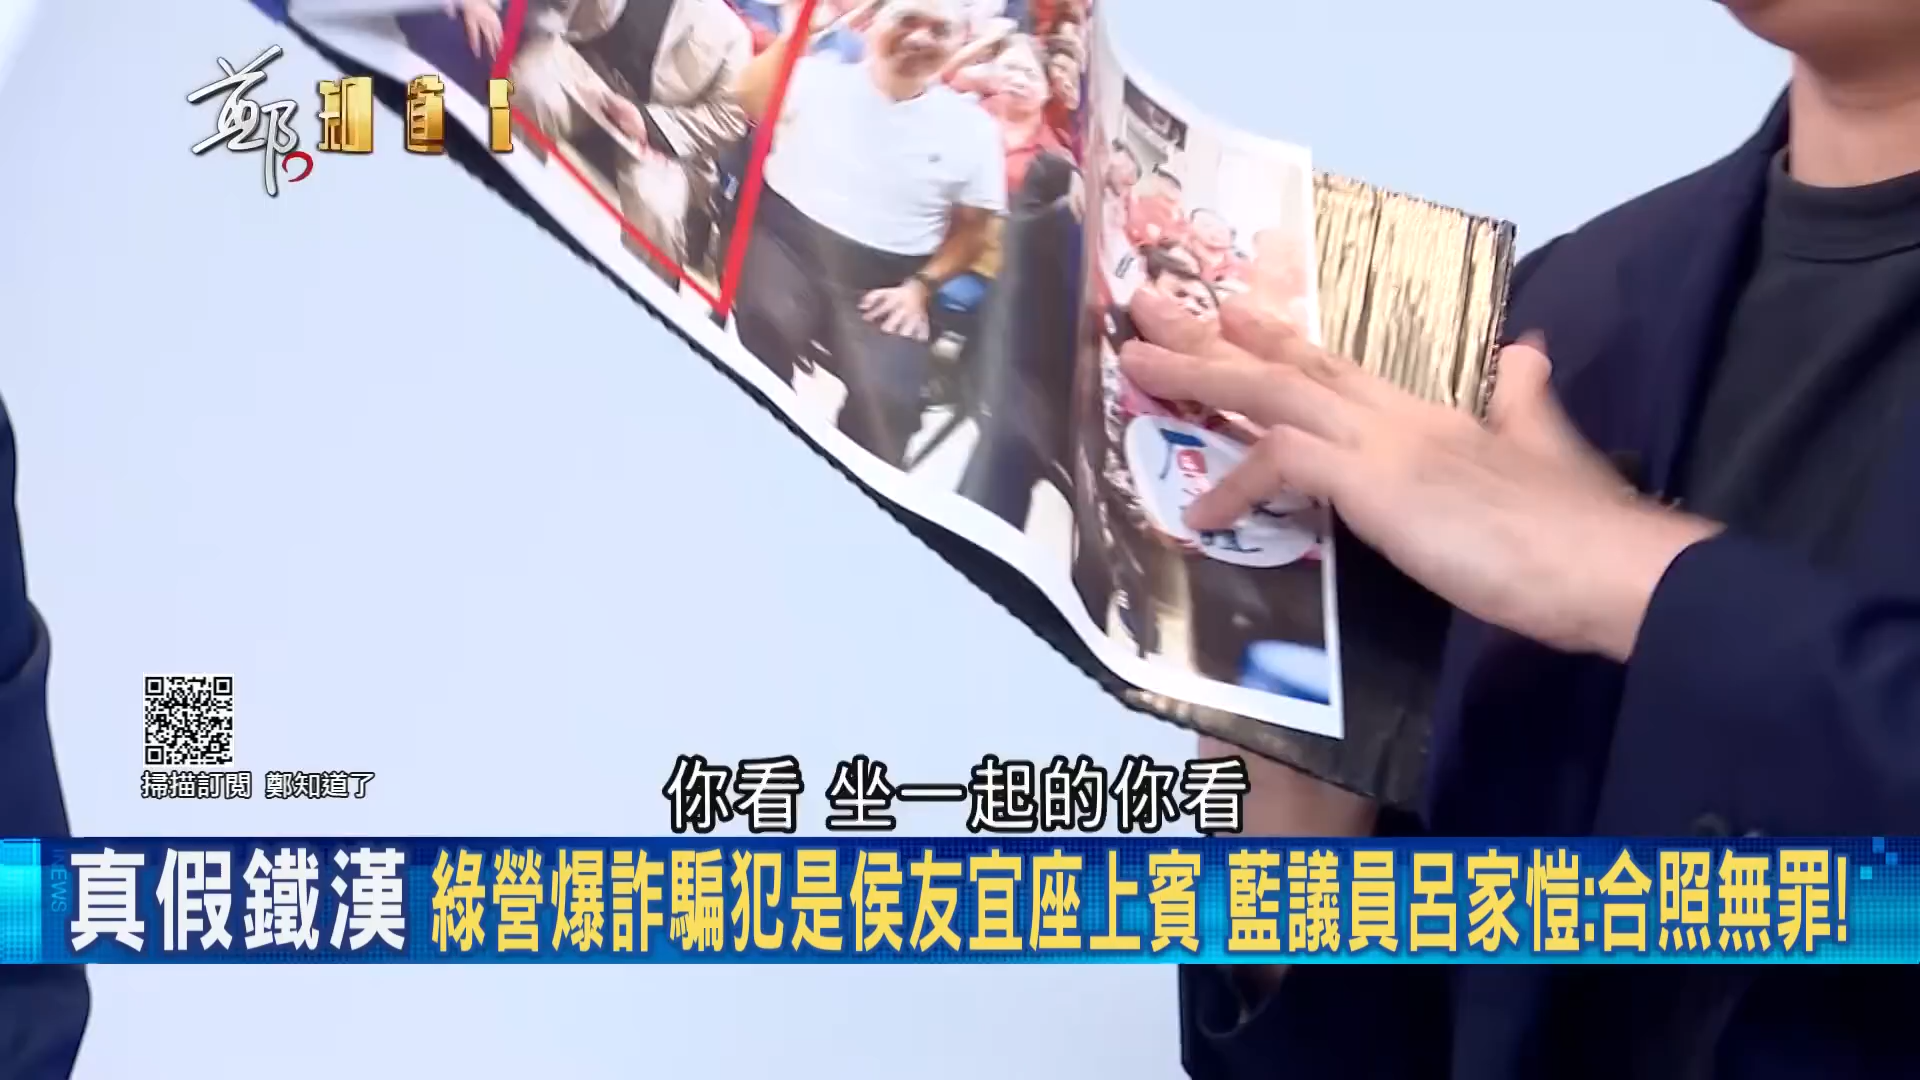 鄭知道了
掃描訂閱 鄭知道了
你看 坐一起的你看
NEWS
真假鐵漢 綠營爆詐騙犯是侯友宜座上賓 藍議員呂家愷:合照無罪!